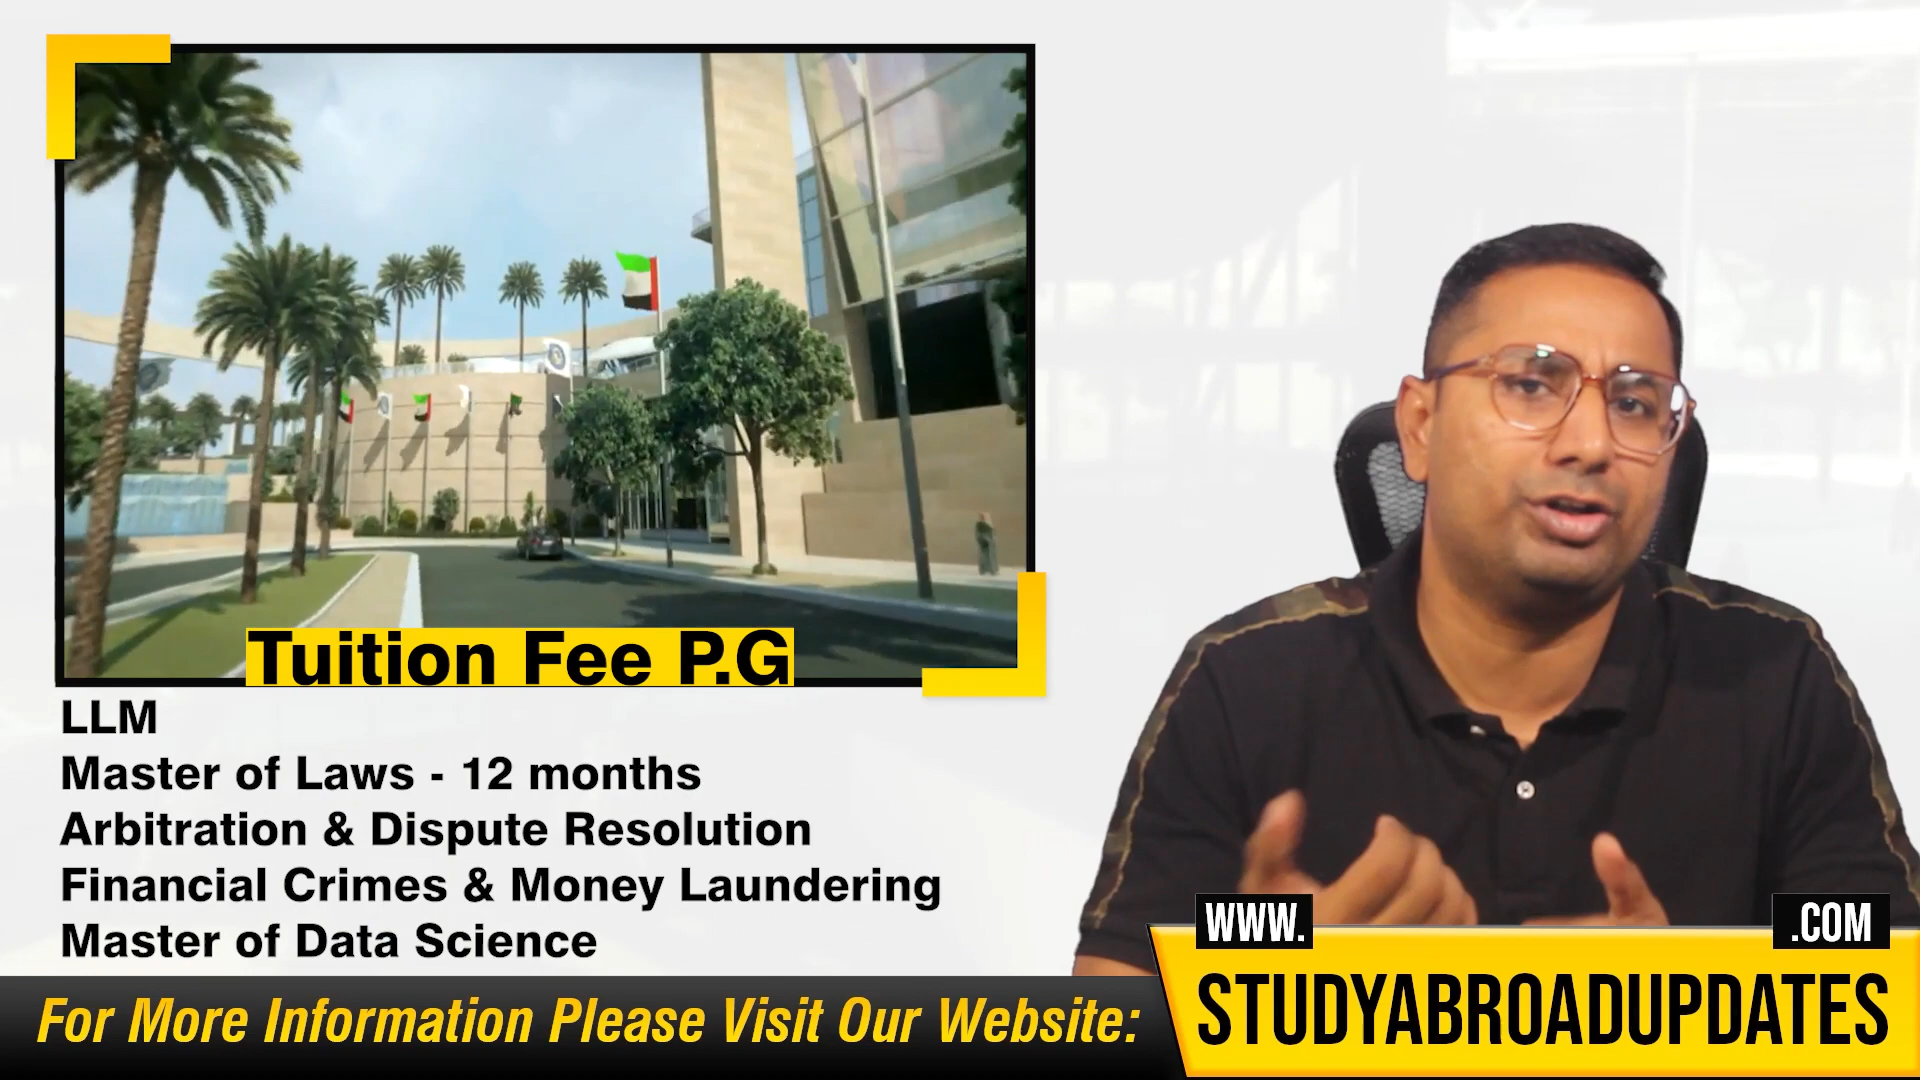 Tuition Fee P.G
LLM
Master of Laws - 12 months
Arbitration & Dispute Resolution
Financial Crimes & Money Laundering
Master of Data Science
For More Information Please Visit Our Website:
WWW.
.COM
STUDYABROADUPDATES